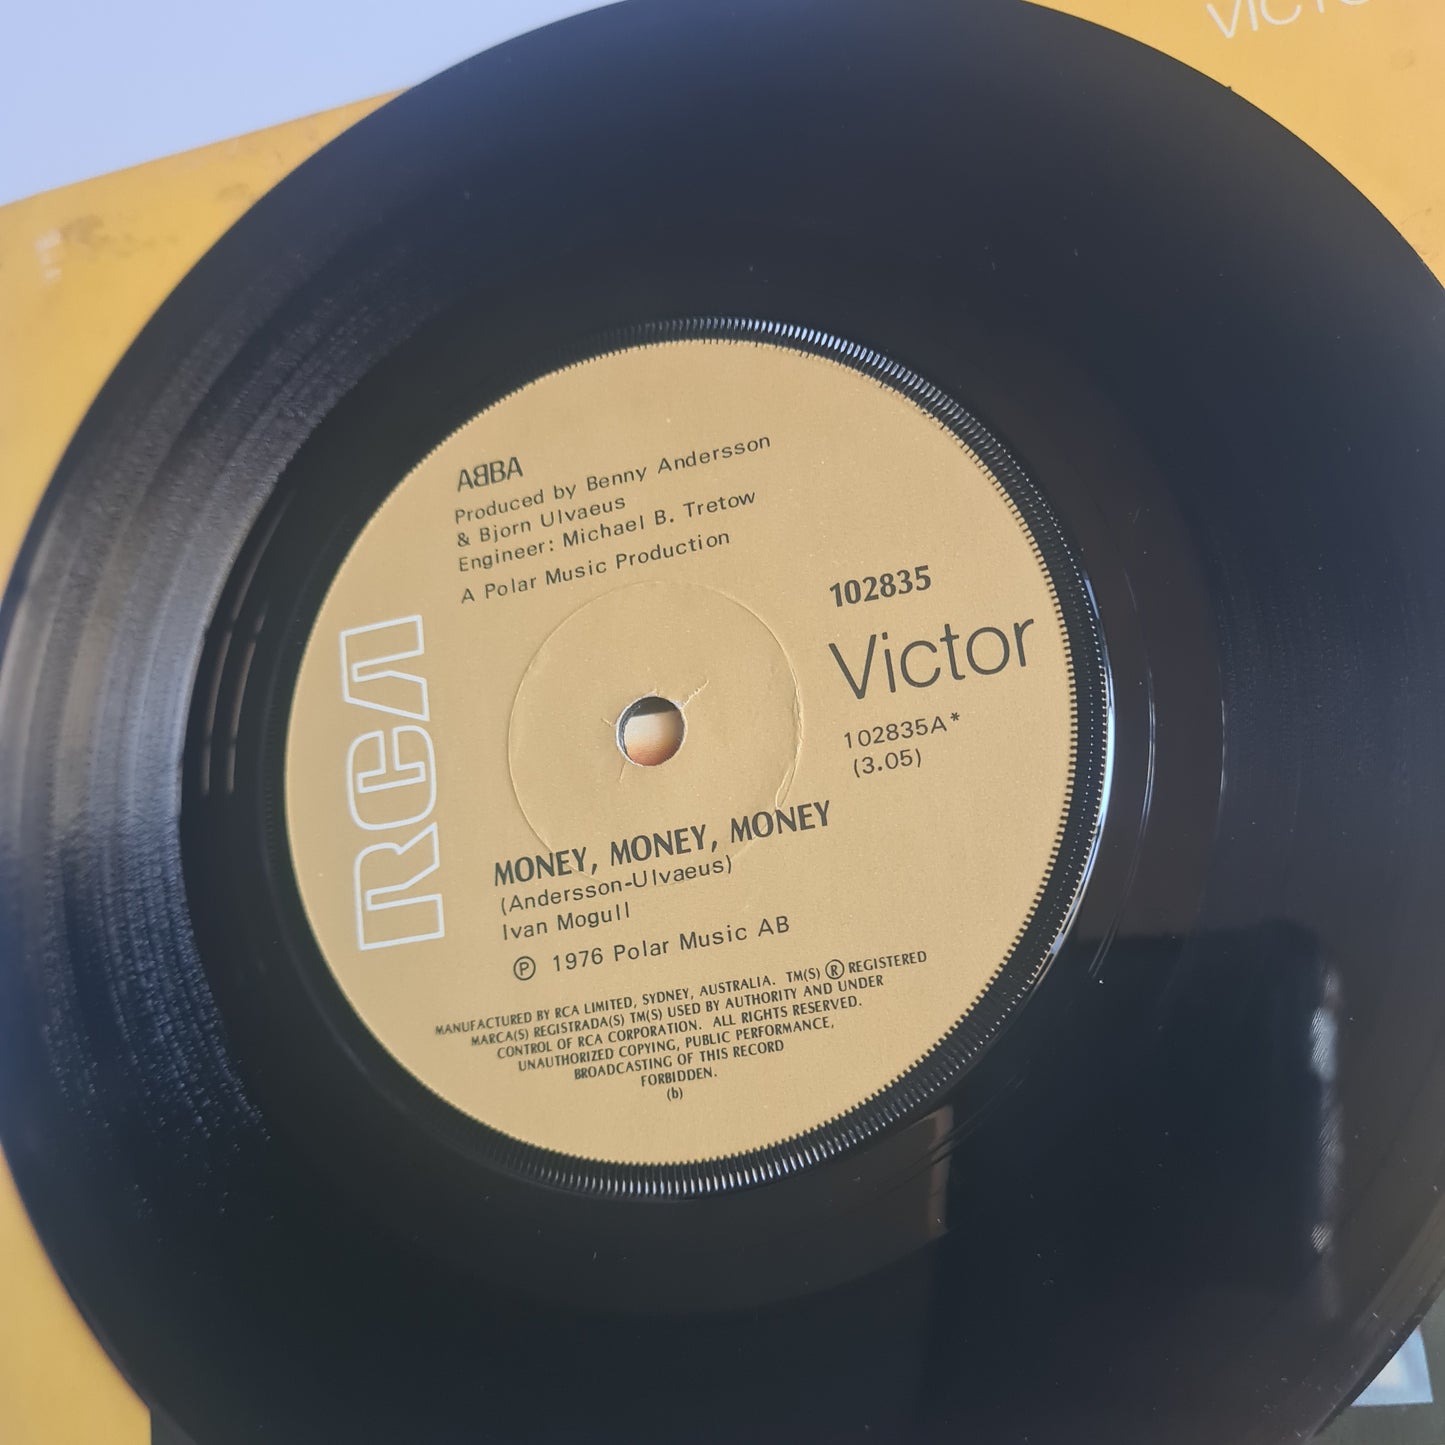 ABBA
Produced by Benny Andersson
& Bjorn Ulvaeus
Engineer: Michael B. Tretow
A Polar Music Production
RCA
102835
Victor
102835A*
(3.05)
MONEY, MONEY, MONEY
(Andersson-Ulvaeus)
Ivan Mogull
Ⓟ 1976 Polar Music AB
MANUFACTURED BY RCA LIMITED, SYDNEY, AUSTRALIA. TM(S) ® REGISTERED
MARCA(S) REGISTRADA(S) TM(S) USED BY AUTHORITY AND UNDER
CONTROL OF RCA CORPORATION. ALL RIGHTS RESERVED.
UNAUTHORIZED COPYING, PUBLIC PERFORMANCE,
BROADCASTING OF THIS RECORD
FORBIDDEN.
(b)